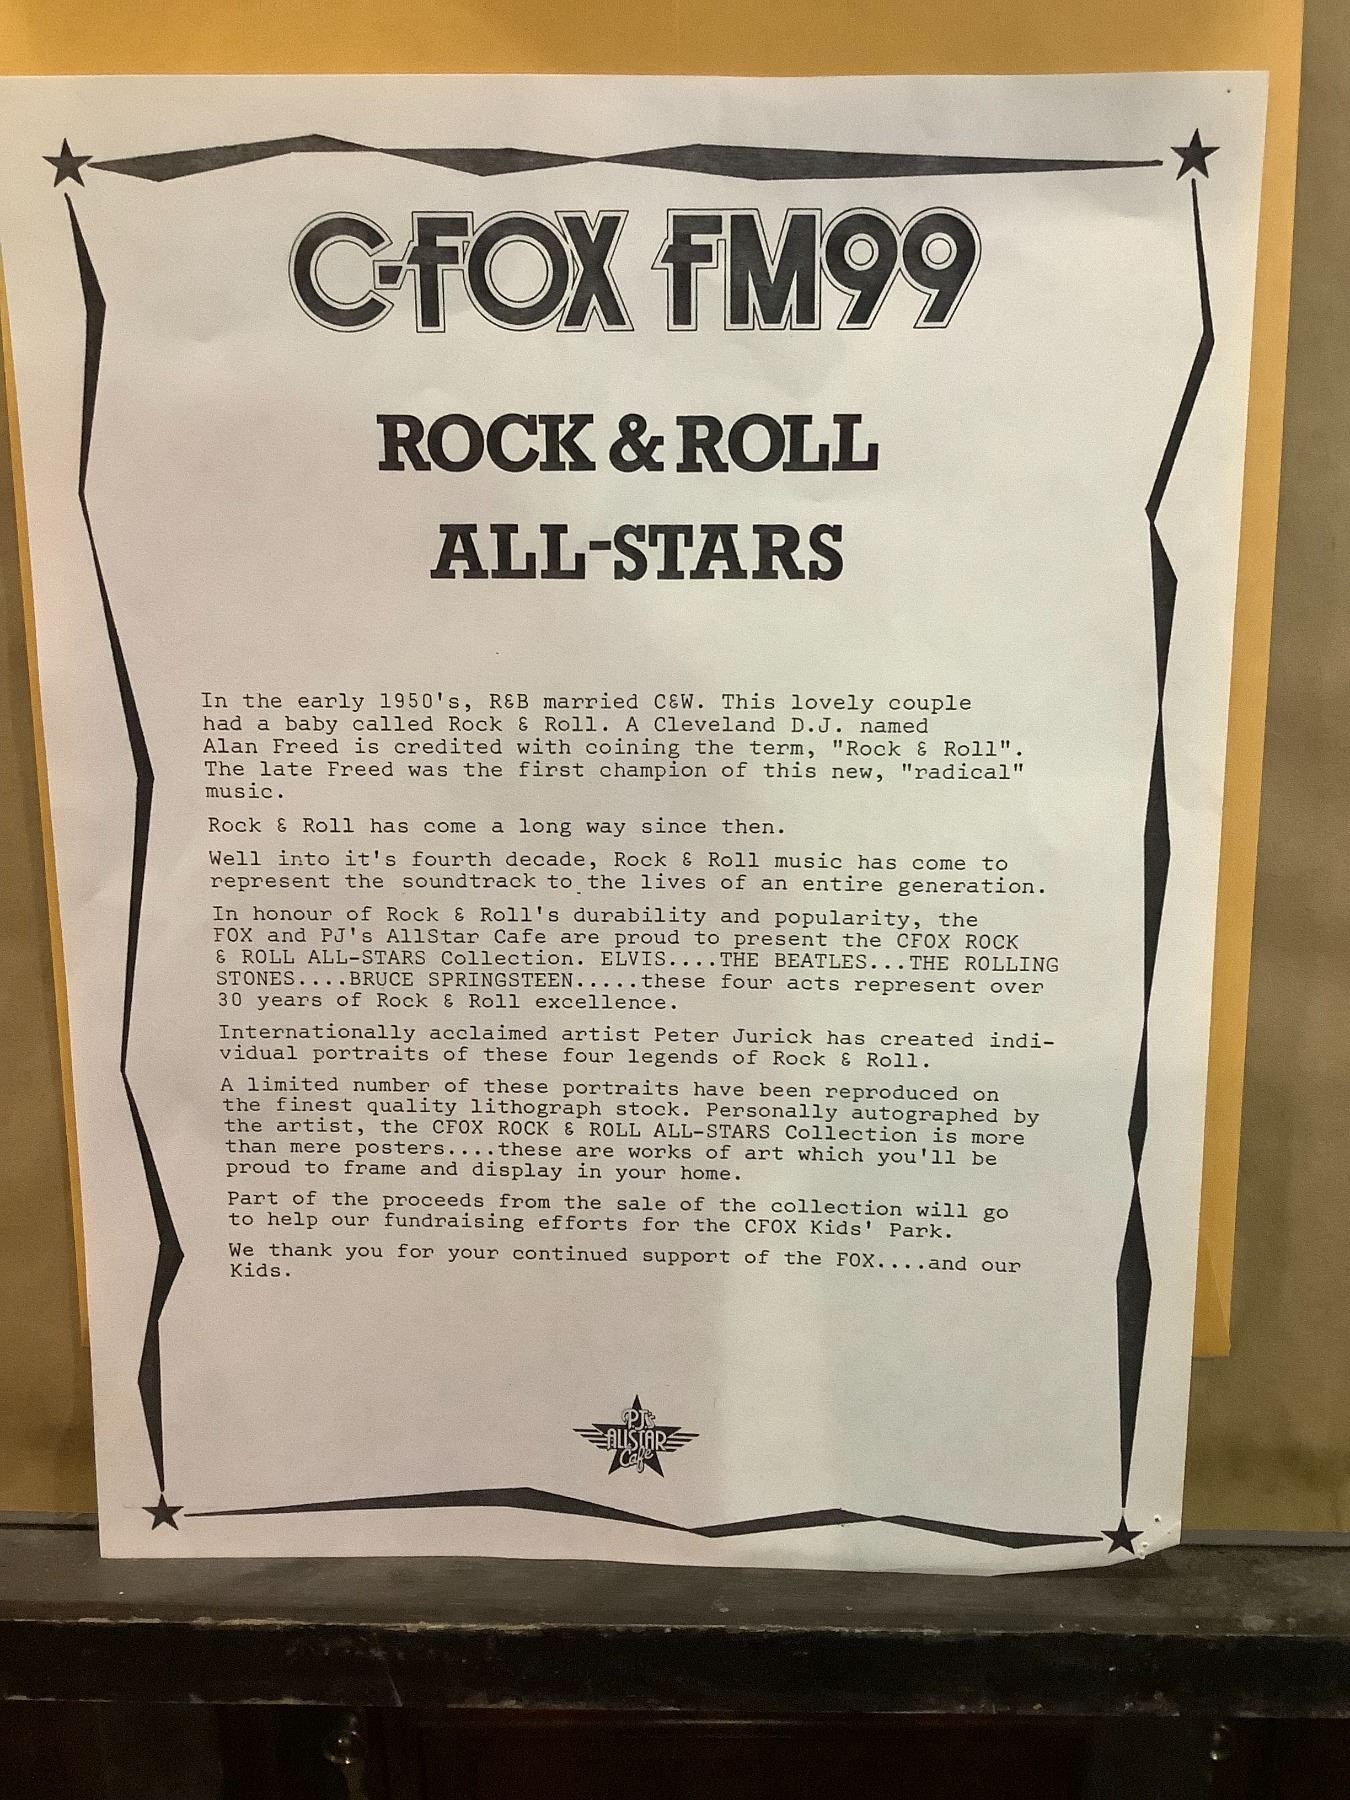 C-FOX FM99
ROCK & ROLL
ALL-STARS
In the early 1950's, R&B married C&W. This lovely couple
had a baby called Rock & Roll. A Cleveland D.J. named
Alan Freed is credited with coining the term, "Rock & Roll".
The late Freed was the first champion of this new, "radical"
music.
Rock & Roll has come a long way since then.
Well into it's fourth decade, Rock & Roll music has come to
represent the soundtrack to the lives of an entire generation.
In honour of Rock & Roll's durability and popularity, the
FOX and PJ's AllStar Cafe are proud to present the CFOX ROCK
& ROLL ALL-STARS Collection. ELVIS....THE BEATLES...THE ROLLING
STONES....BRUCE SPRINGSTEEN.....these four acts represent over
30 years of Rock & Roll excellence.
Internationally acclaimed artist Peter Jurick has created indi-
vidual portraits of these four legends of Rock & Roll.
A limited number of these portraits have been reproduced on
the finest quality lithograph stock. Personally autographed by
the artist, the CFOX ROCK & ROLL ALL-STARS Collection is more
than mere posters....these are works of art which you'll be
proud to frame and display in your home.
Part of the proceeds from the sale of the collection will go
to help our fundraising efforts for the CFOX Kids' Park.
We thank you for your continued support of the FOX....and our
Kids.
PJ's
ALLSTAR
Cafe